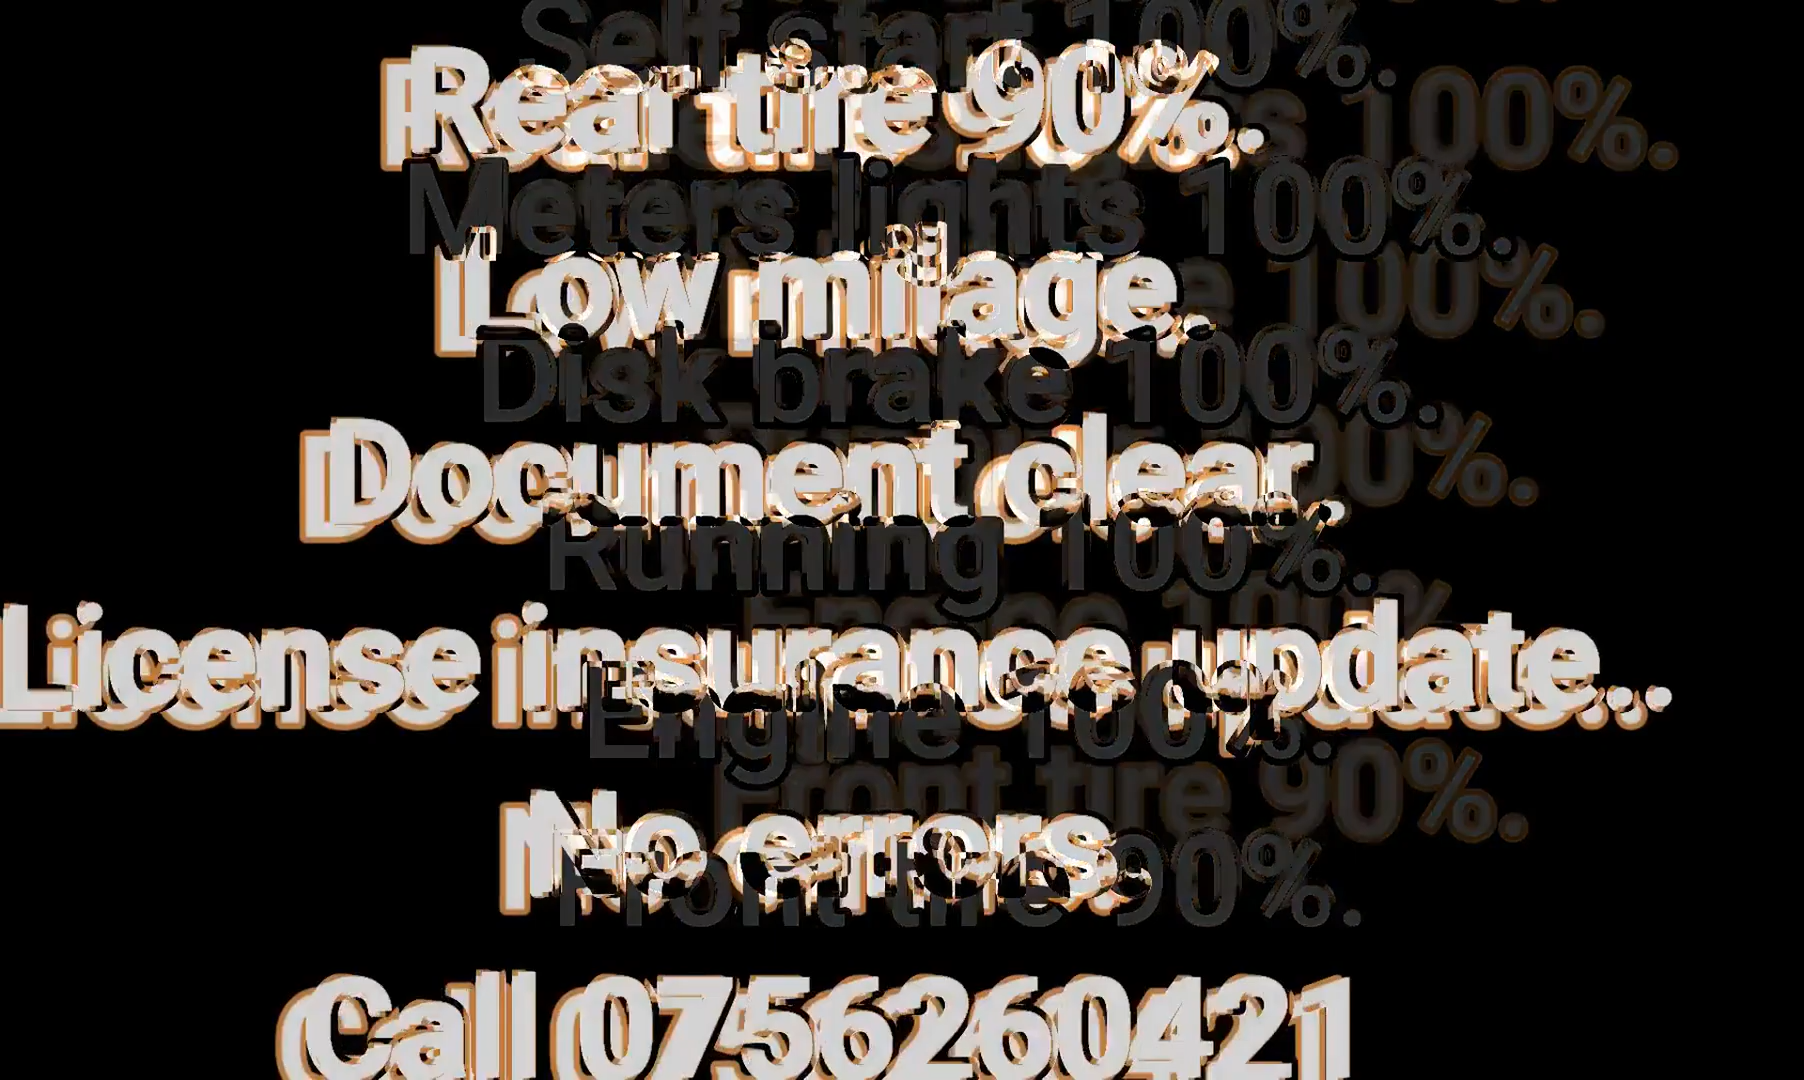 Self start 100%.
Rear tire 90%.
Meters lights 100%.
Low milage.
Disk brake 100%.
Document clear.
Running 100%.
License insurance update...
Engine 100%.
Front tire 90%.
No errors.
Call 0756260421